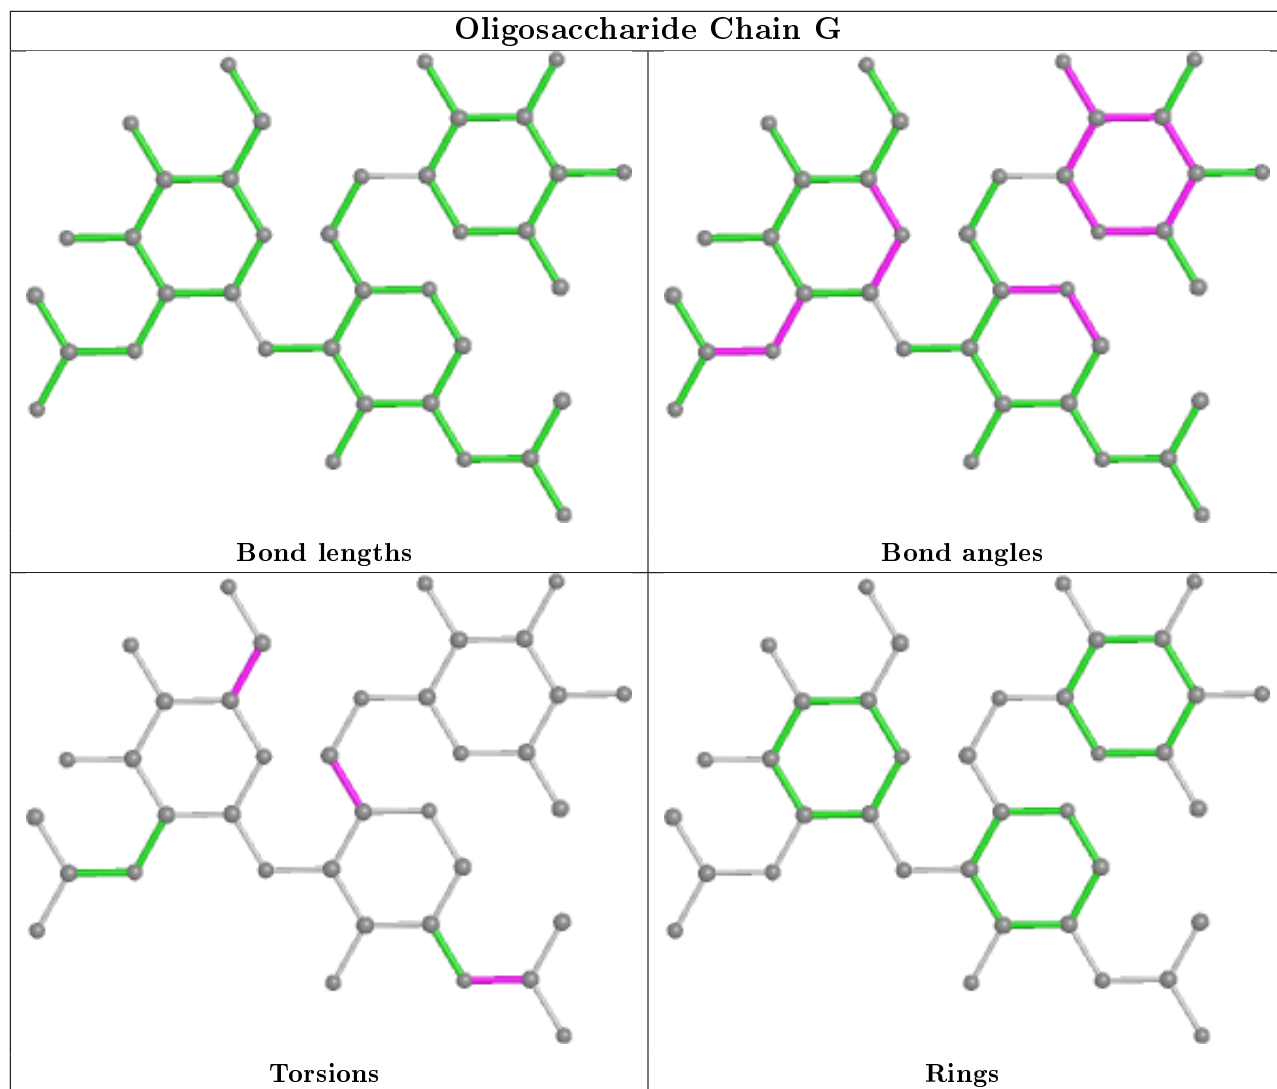 Oligosaccharide Chain G
Bond lengths
Bond angles
Torsions
Rings